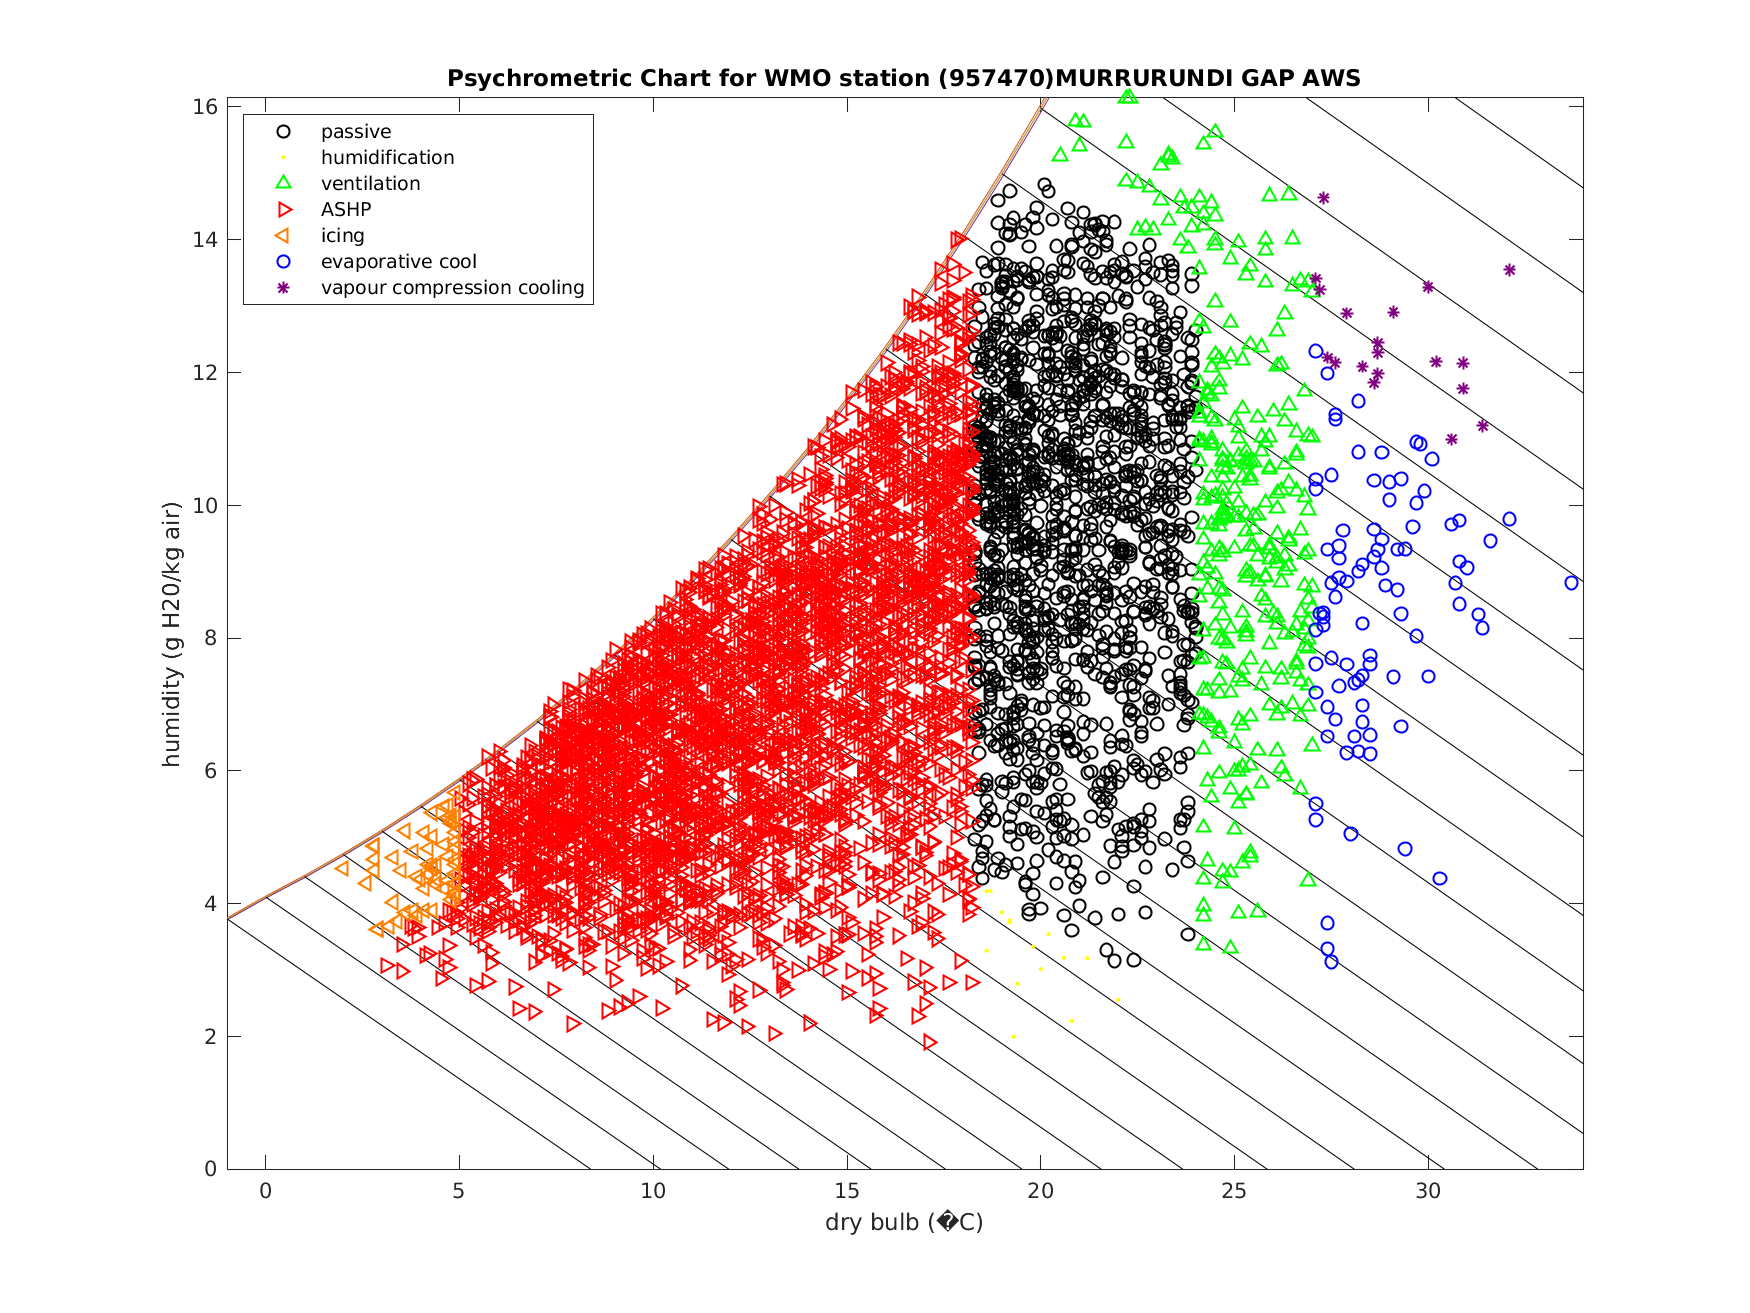 Psychrometric Chart for WMO station (957470)MURRURUNDI GAP AWS
16
14
12
10
8
6
4
2
0
humidity (g H20/kg air)
passive
humidification
ventilation
ASHP
icing
evaporative cool
vapour compression cooling
0 5 10 15 20 25 30
dry bulb (�C)